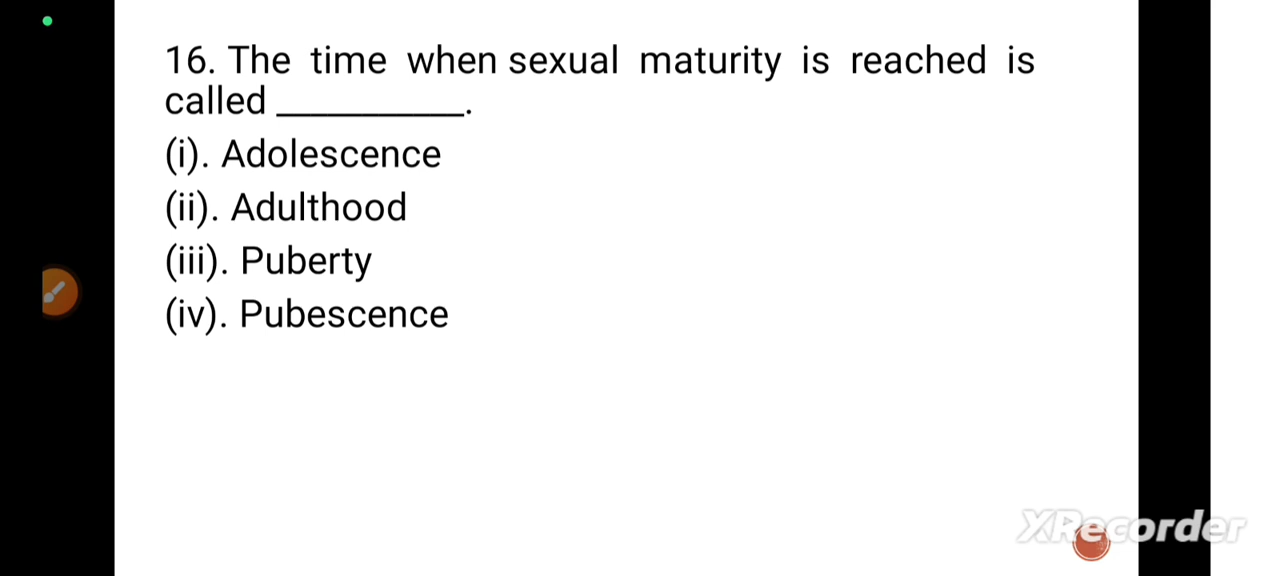 16. The time when sexual maturity is reached is
called ___________.
(i). Adolescence
(ii). Adulthood
(iii). Puberty
(iv). Pubescence
XRecorder